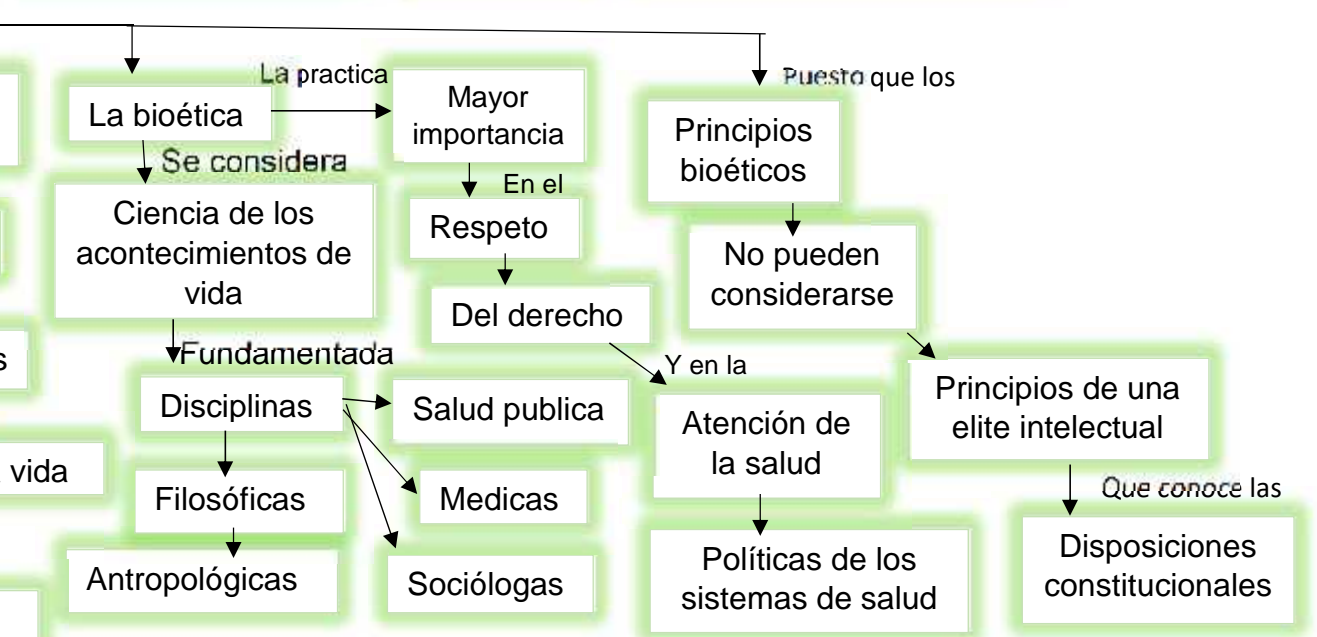 La practica
Puesto que los
La bioética
Mayor
importancia
Principios
bioéticos
Se considera
En el
Ciencia de los
acontecimientos de
vida
Respeto
No pueden
considerarse
Del derecho
s
Fundamentada
Y en la
Disciplinas
Salud publica
Atención de
la salud
Principios de una
elite intelectual
vida
Filosóficas
Medicas
Que conoce las
Antropológicas
Sociólogas
Políticas de los
sistemas de salud
Disposiciones
constitucionales